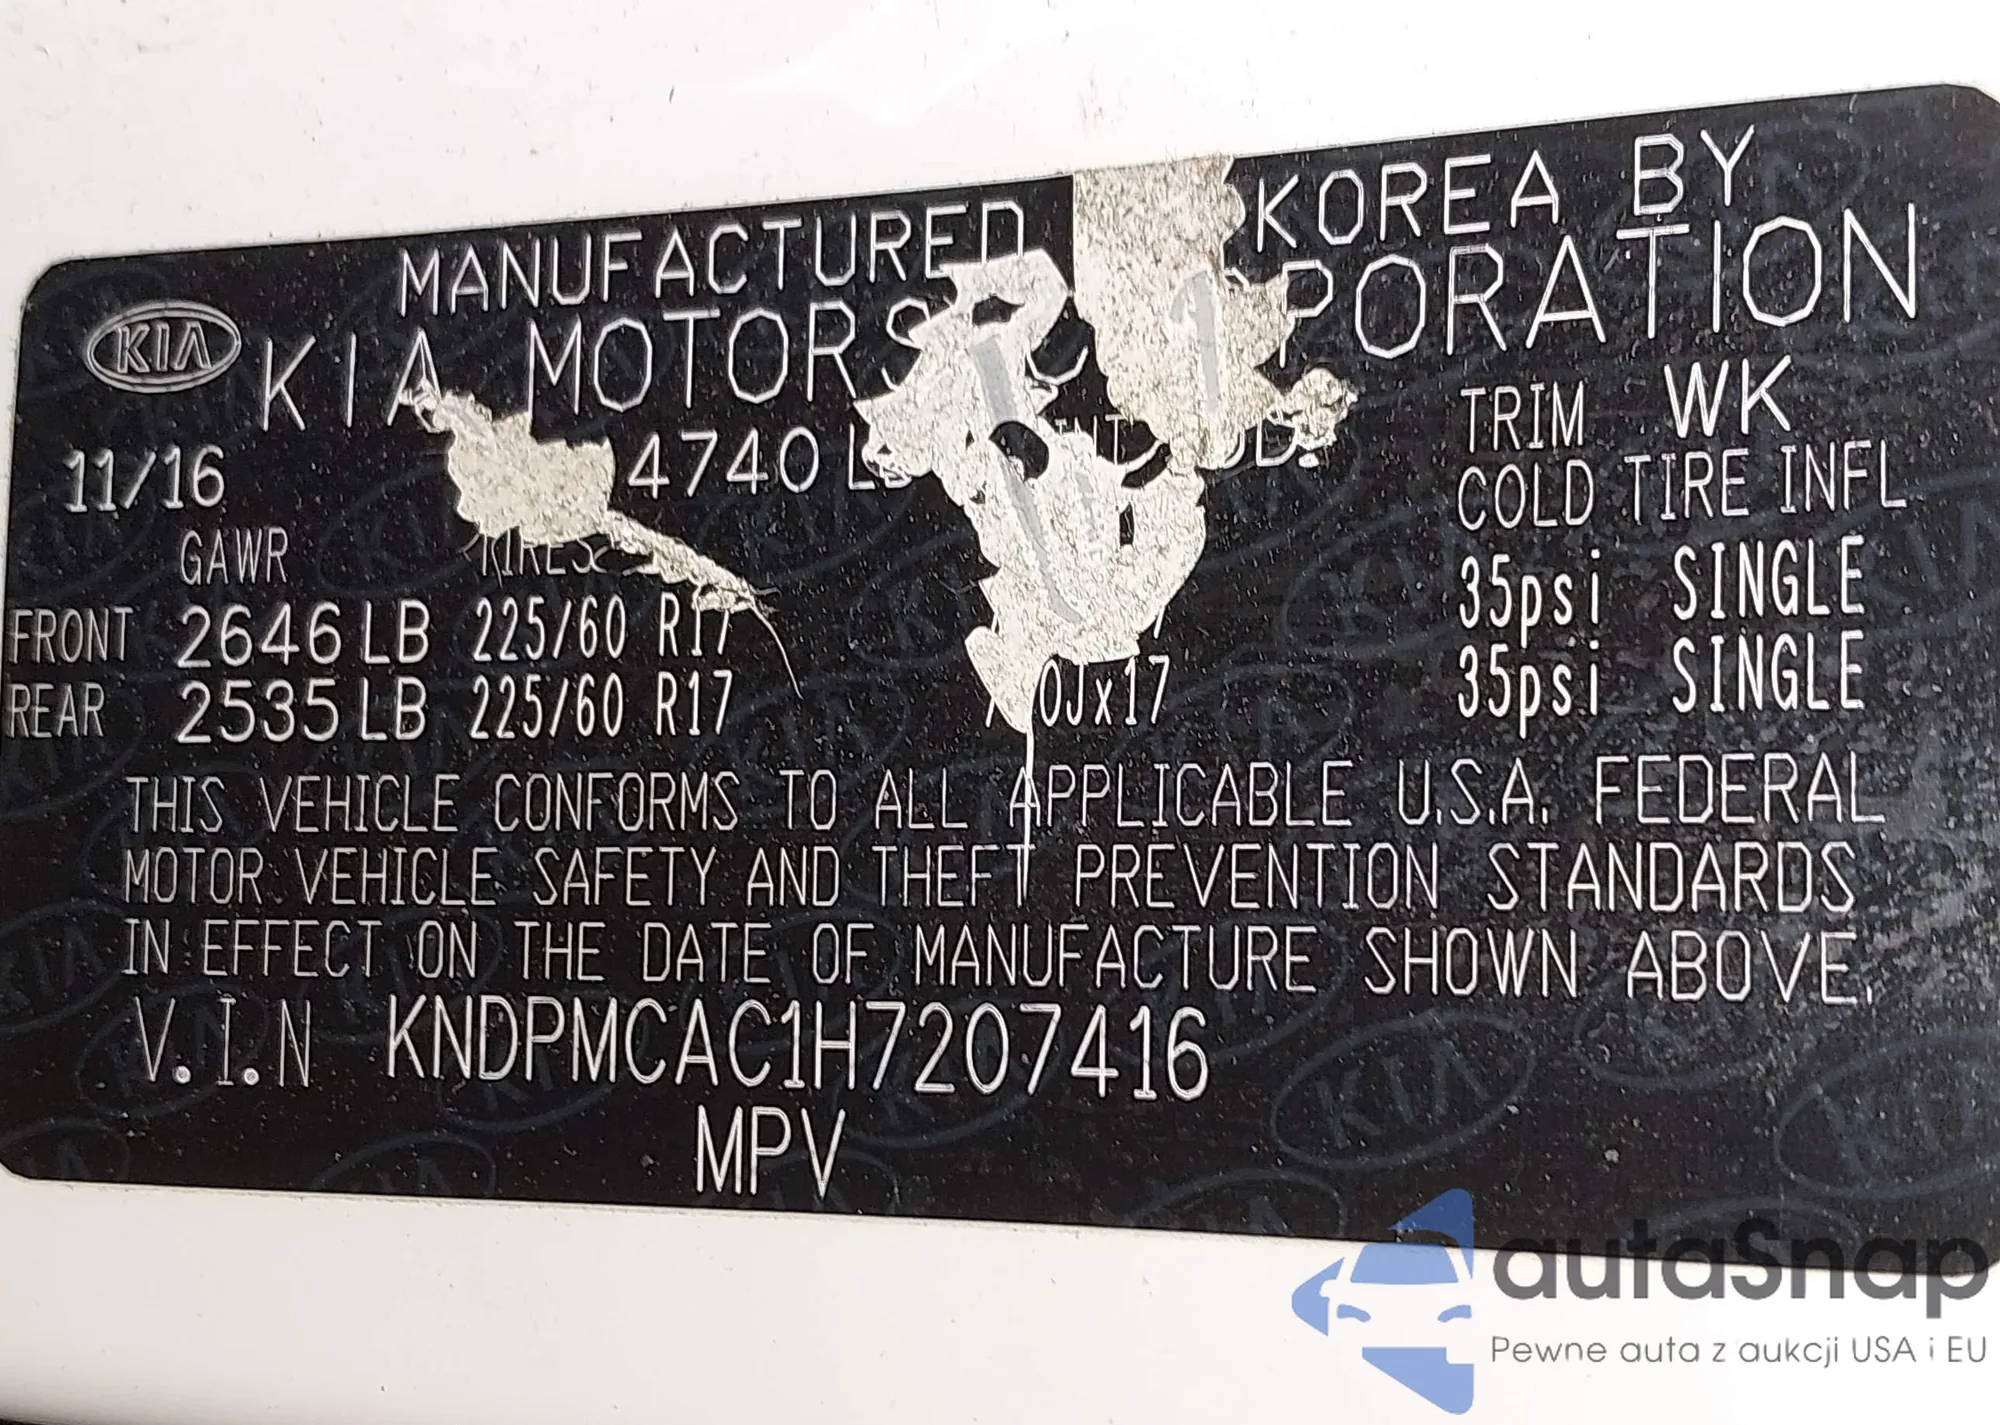 MANUFACTURED KOREA BY
KIA KIA MOTORS PORATION
11/16 4740
TRIM WK
COLD TIRE INFL
GAWR
FRONT 2646 LB 225/60 R17 35psi SINGLE
REAR 2535 LB 225/60 R17 0Jx17 35psi SINGLE
THIS VEHICLE CONFORMS TO ALL APPLICABLE U.S.A. FEDERAL
MOTOR VEHICLE SAFETY AND THEFT PREVENTION STANDARDS
IN EFFECT ON THE DATE OF MANUFACTURE SHOWN ABOVE.
V.I.N KNDPMCAC1H7207416
MPV
autaSnap
Pewne auta z aukcji USA i EU